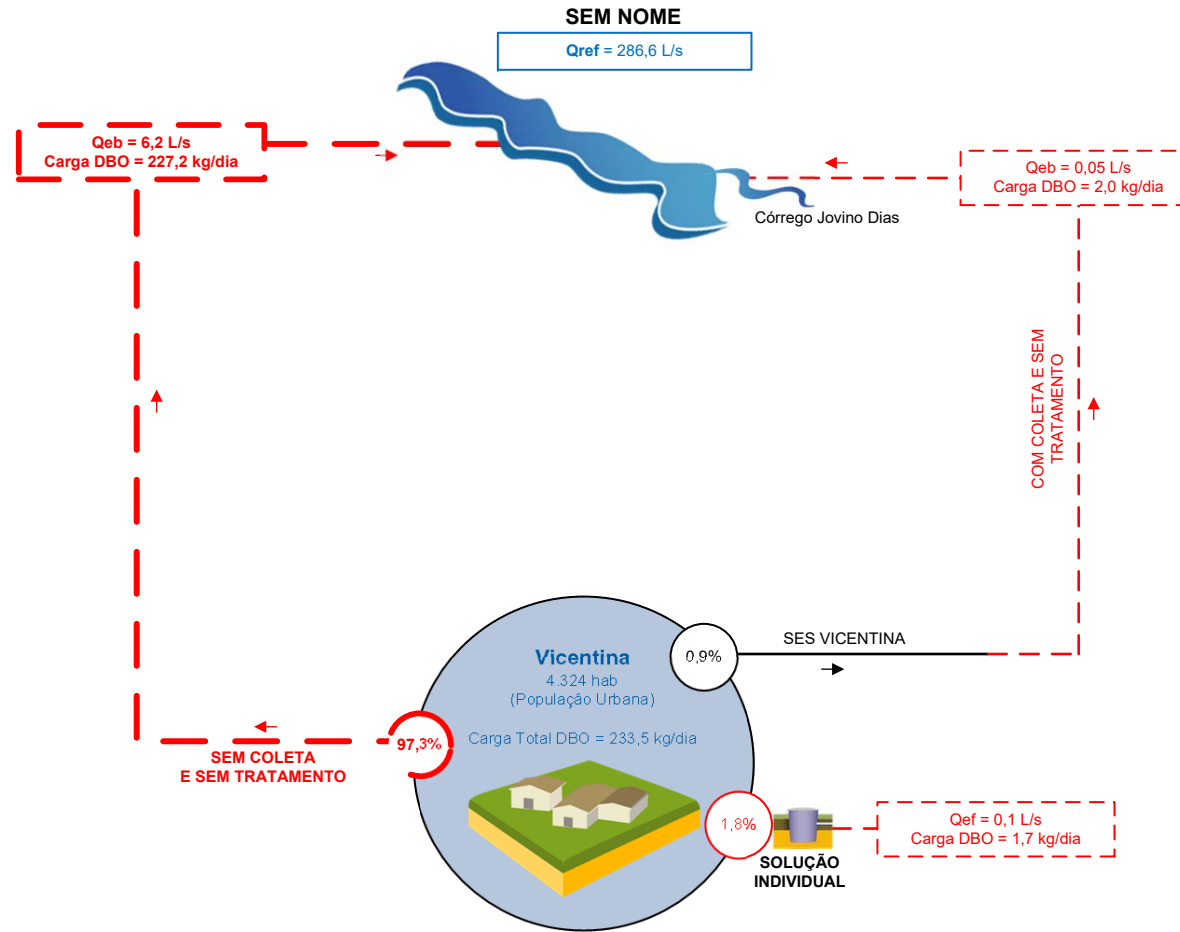 SEM NOME
Qref = 286,6 L/s
Qeb = 6,2 L/s
Carga DBO = 227,2 kg/dia
Qeb = 0,05 L/s
Carga DBO = 2,0 kg/dia
Córrego Jovino Dias
COM COLETA E SEM
TRATAMENTO
SES VICENTINA
0,9%
Vicentina
4.324 hab
(População Urbana)
Carga Total DBO = 233,5 kg/dia
97,3%
SEM COLETA
E SEM TRATAMENTO
1,8%
SOLUÇÃO
INDIVIDUAL
Qef = 0,1 L/s
Carga DBO = 1,7 kg/dia